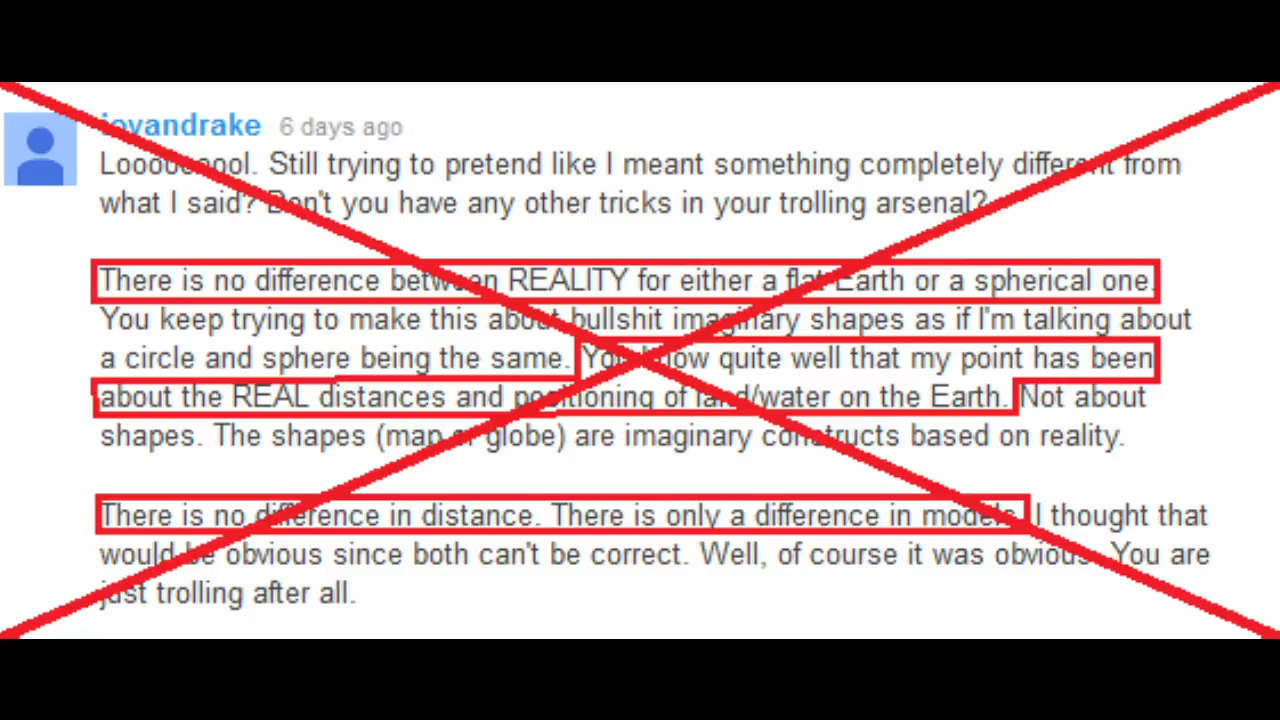 jovandrake 6 days ago
Loooooooool. Still trying to pretend like I meant something completely different from
what I said? Don't you have any other tricks in your trolling arsenal?
There is no difference between REALITY for either a flat Earth or a spherical one.
You keep trying to make this about bullshit imaginary shapes as if I'm talking about
a circle and sphere being the same. You know quite well that my point has been
about the REAL distances and positioning of land/water on the Earth. Not about
shapes. The shapes (map or globe) are imaginary constructs based on reality.
There is no difference in distance. There is only a difference in models. I thought that
would be obvious since both can't be correct. Well, of course it was obvious. You are
just trolling after all.